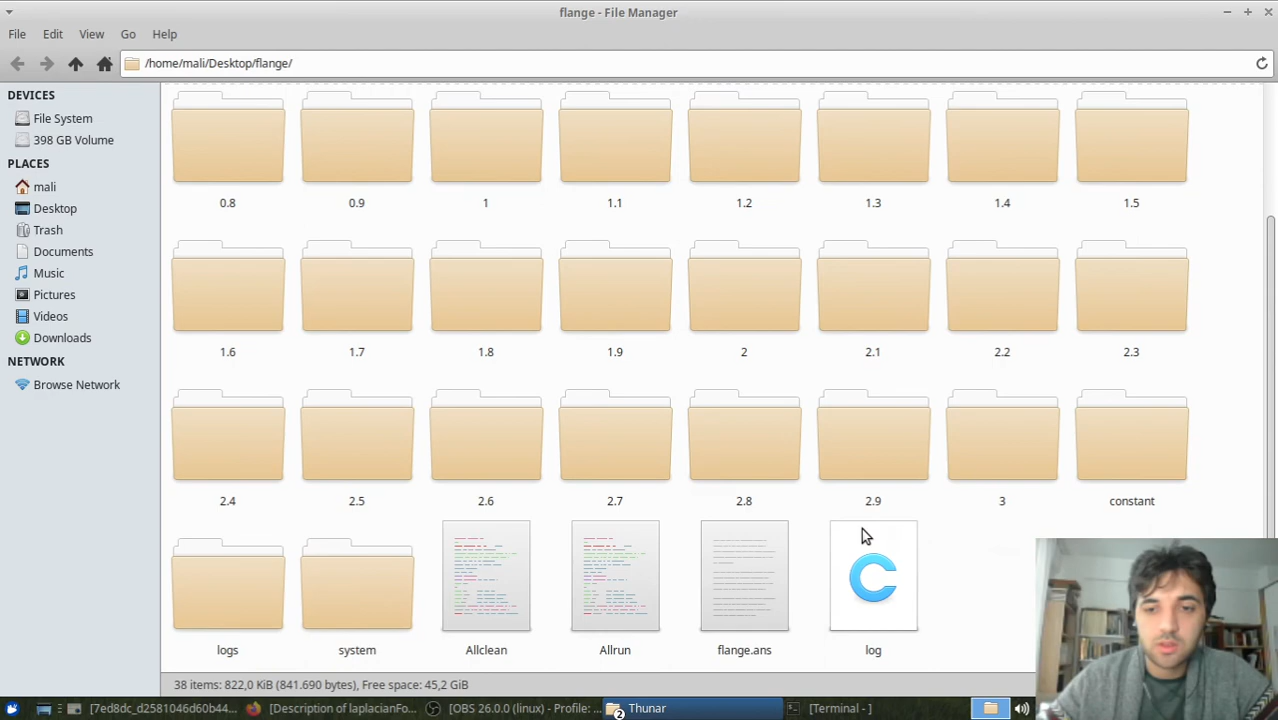 flange - File Manager
File Edit View Go Help
/home/mali/Desktop/flange/
DEVICES
File System
398 GB Volume
PLACES
mali
Desktop
Trash
Documents
Music
Pictures
Videos
Downloads
NETWORK
Browse Network
0.8 0.9 1 1.1 1.2 1.3 1.4 1.5
1.6 1.7 1.8 1.9 2 2.1 2.2 2.3
2.4 2.5 2.6 2.7 2.8 2.9 3 constant
logs system Allclean Allrun flange.ans log
38 items: 822,0 KiB (841.690 bytes), Free space: 45,2 GiB
[7ed8dc_d2581046d60b44... [Description of laplacianFo... [OBS 26.0.0 (linux) - Profile: ... 2 Thunar [Terminal - ]